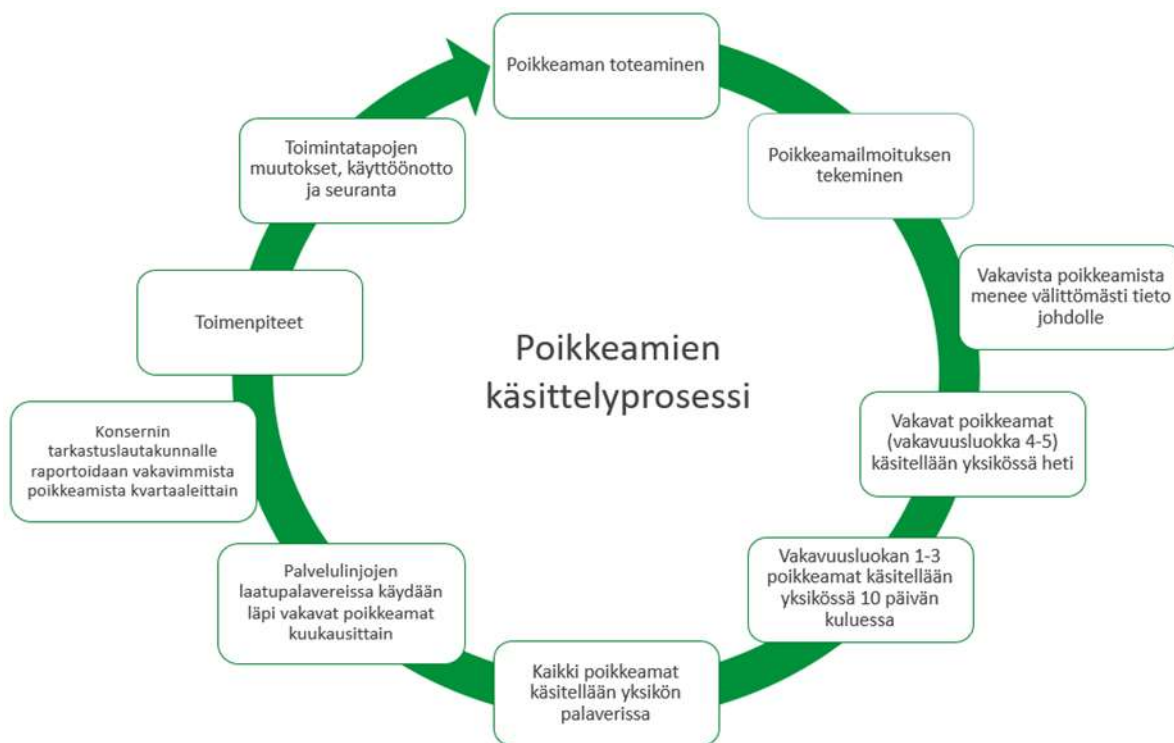 Poikkeaman toteaminen
Poikkeamailmoituksen
tekeminen
Vakavista poikkeamista
menee välittömästi tieto
johdolle
Vakavat poikkeamat
(vakavuusluokka 4-5)
käsitellään yksikössä heti
Vakavuusluokan 1-3
poikkeamat käsitellään
yksikössä 10 päivän
kuluessa
Kaikki poikkeamat
käsitellään yksikön
palaverissa
Palvelulinjojen
laatupalavereissa käydään
läpi vakavat poikkeamat
kuukausittain
Konsernin
tarkastuslautakunnalle
raportoidaan vakavimmista
poikkeamista kvartaaleittain
Toimenpiteet
Toimintatapojen
muutokset, käyttöönotto
ja seuranta
Poikkeamien
käsittelyprosessi